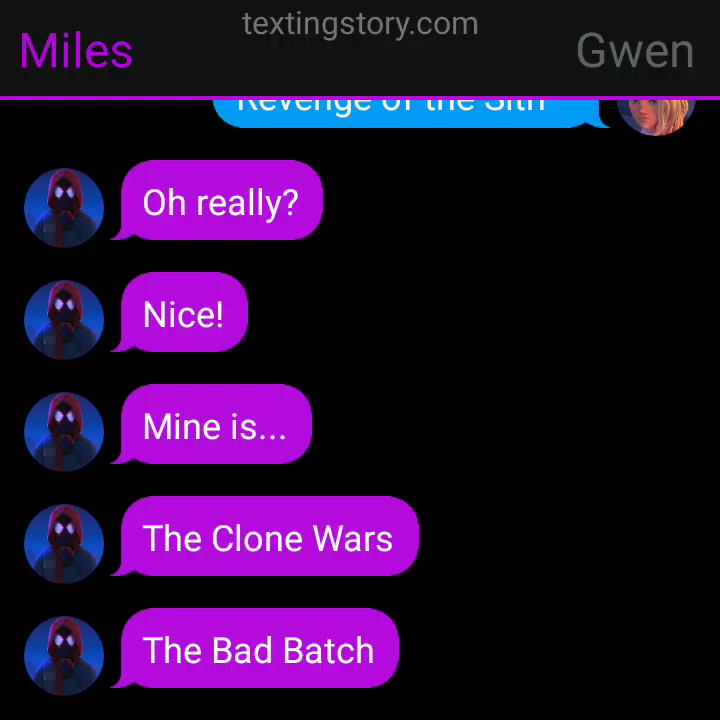 textingstory.com
Miles
Gwen
Revenge of the Sith
Oh really?
Nice!
Mine is...
The Clone Wars
The Bad Batch